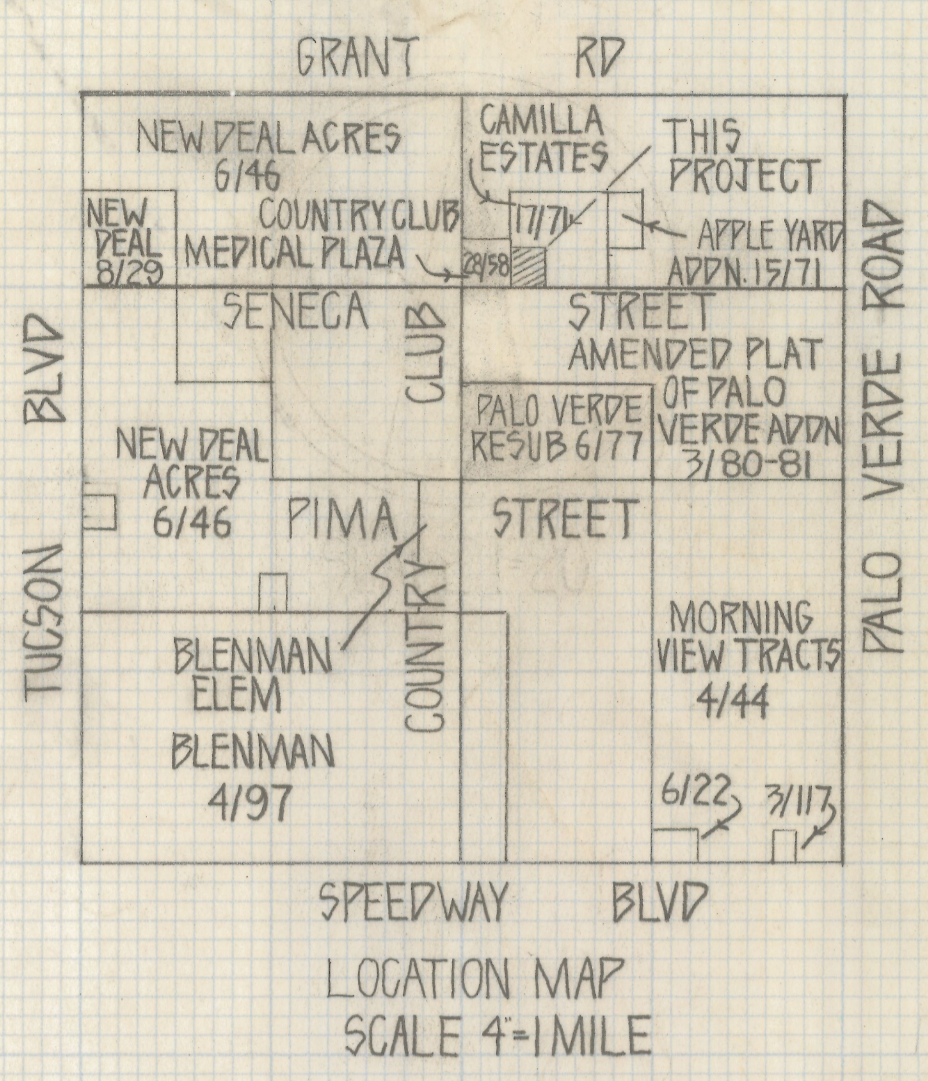 GRANT RD
NEW DEAL ACRES
6/46
CAMILLA
ESTATES
THIS
PROJECT
NEW
DEAL
8/29
COUNTRY CLUB
MEDICAL PLAZA
17/71
28/58
APPLE YARD
ADDN. 15/71
SENECA STREET
AMENDED PLAT
OF PALO
VERDE ADDN
3/80-81
PALO VERDE
RESUB 6/77
NEW DEAL
ACRES
6/46
PIMA STREET
COUNTRY CLUB
TUCSON BLVD
PALO VERDE ROAD
BLENMAN
ELEM
BLENMAN
4/97
MORNING
VIEW TRACTS
4/44
6/22
3/117
SPEEDWAY BLVD
LOCATION MAP
SCALE 4"=1 MILE